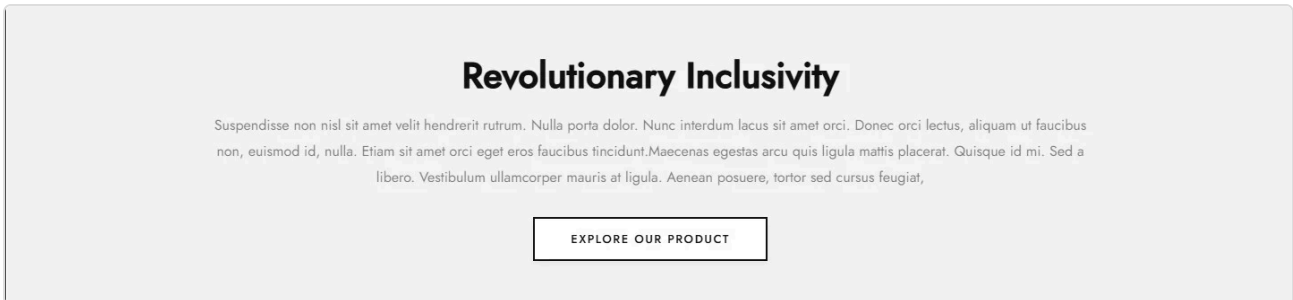 Revolutionary Inclusivity
Suspendisse non nisl sit amet velit hendrerit rutrum. Nulla porta dolor. Nunc interdum lacus sit amet orci. Donec orci lectus, aliquam ut faucibus
non, euismod id, nulla. Etiam sit amet orci eget eros faucibus tincidunt.Maecenas egestas arcu quis ligula mattis placerat. Quisque id mi. Sed a
libero. Vestibulum ullamcorper mauris at ligula. Aenean posuere, tortor sed cursus feugiat,
EXPLORE OUR PRODUCT